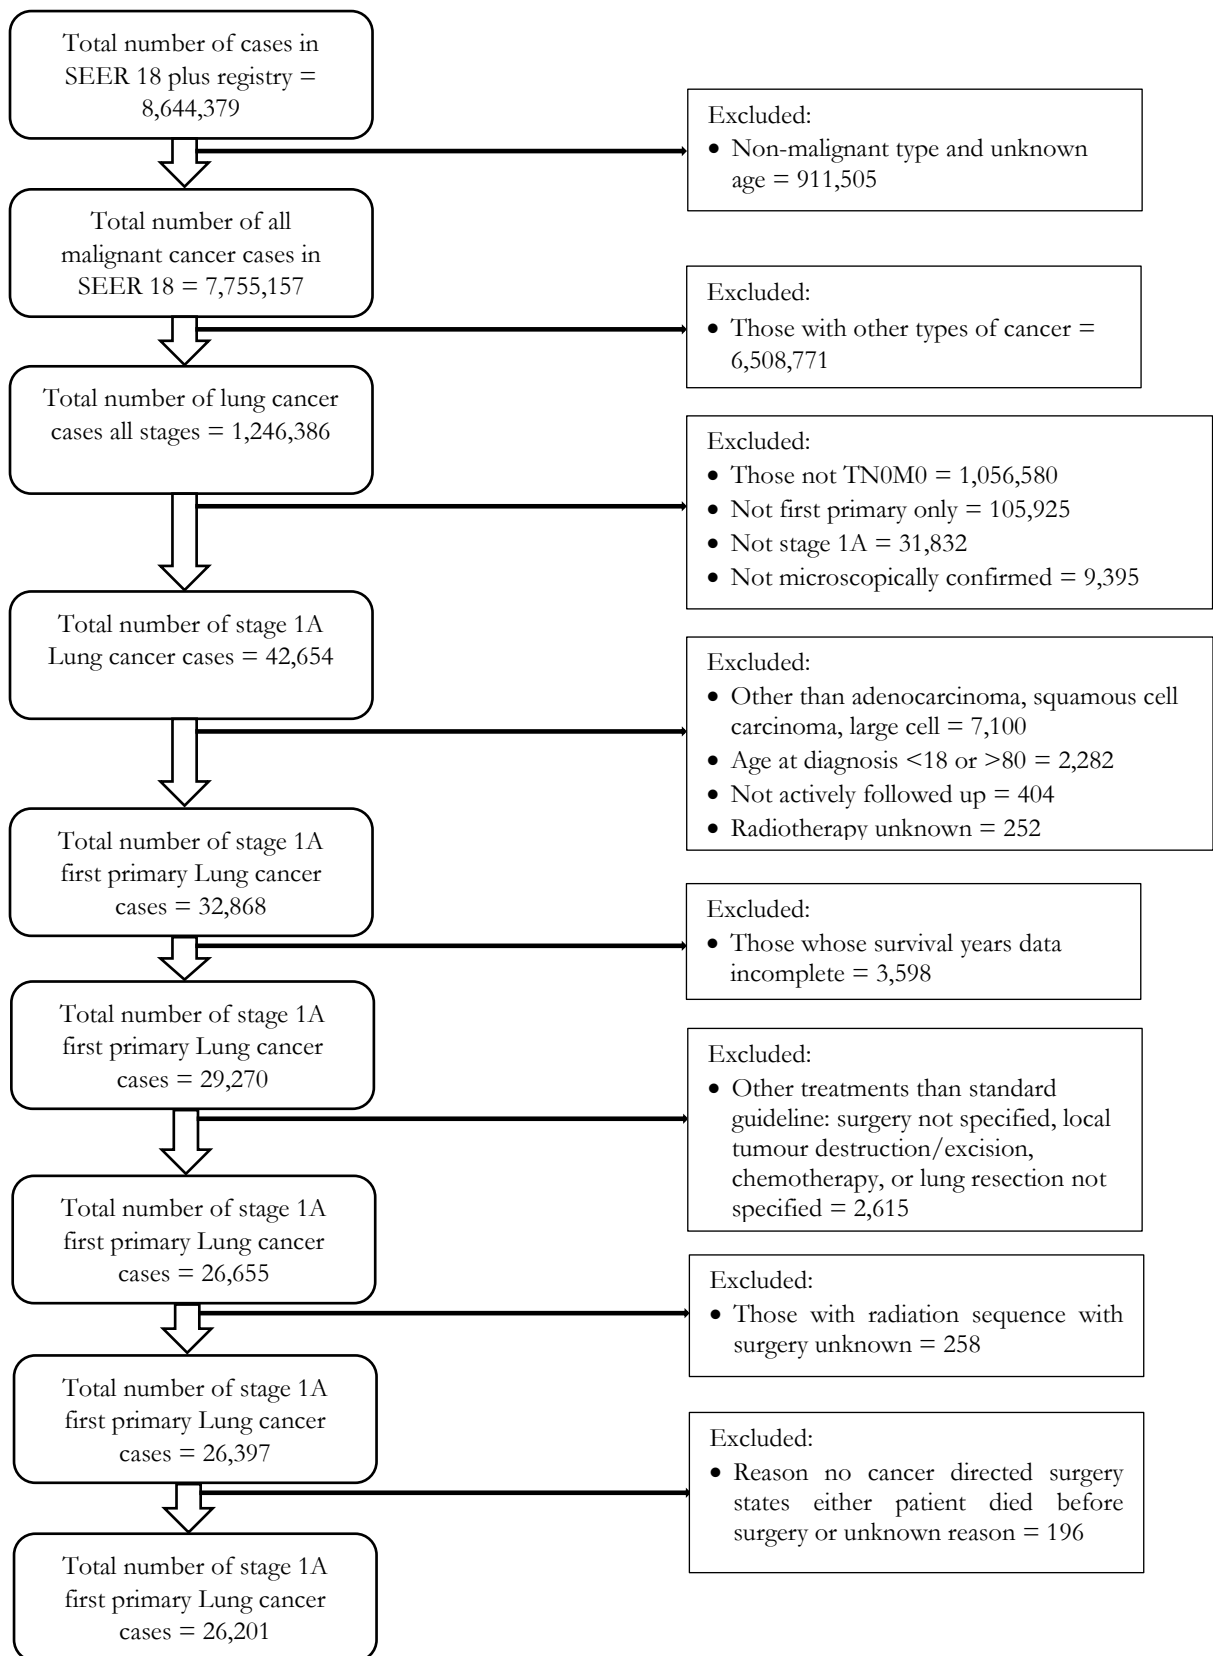 Total number of cases in
SEER 18 plus registry =
8,644,379
Excluded:
• Non-malignant type and unknown
age = 911,505
Total number of all
malignant cancer cases in
SEER 18 = 7,755,157
Excluded:
• Those with other types of cancer =
6,508,771
Total number of lung cancer
cases all stages = 1,246,386
Excluded:
• Those not TN0M0 = 1,056,580
• Not first primary only = 105,925
• Not stage 1A = 31,832
• Not microscopically confirmed = 9,395
Total number of stage 1A
Lung cancer cases = 42,654
Excluded:
• Other than adenocarcinoma, squamous cell
carcinoma, large cell = 7,100
• Age at diagnosis <18 or >80 = 2,282
• Not actively followed up = 404
• Radiotherapy unknown = 252
Total number of stage 1A
first primary Lung cancer
cases = 32,868
Excluded:
• Those whose survival years data
incomplete = 3,598
Total number of stage 1A
first primary Lung cancer
cases = 29,270
Excluded:
• Other treatments than standard
guideline: surgery not specified, local
tumour destruction/excision,
chemotherapy, or lung resection not
specified = 2,615
Total number of stage 1A
first primary Lung cancer
cases = 26,655
Excluded:
• Those with radiation sequence with
surgery unknown = 258
Total number of stage 1A
first primary Lung cancer
cases = 26,397
Excluded:
• Reason no cancer directed surgery
states either patient died before
surgery or unknown reason = 196
Total number of stage 1A
first primary Lung cancer
cases = 26,201